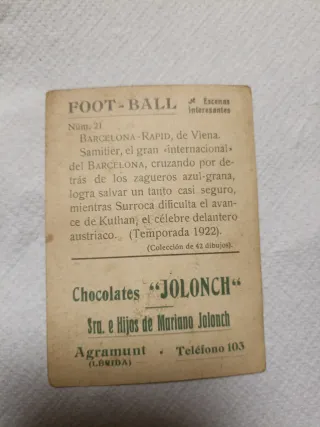 FOOT-BALL
Escenas
interesantes
Núm. 21
BARCELONA-RAPID, de Viena.
Samitier, el gran «internacional»
del BARCELONA, cruzando por de-
trás de los zagueros azul-grana,
logra salvar un tanto casi seguro,
mientras Surroca dificulta el avan-
ce de Kuthan, el célebre delantero
austriaco. (Temporada 1922).
(Colección de 42 dibujos).
Chocolates "JOLONCH"
Sra. e Hijos de Mariano Jolonch
Agramunt - Teléfono 103
(LÉRIDA)